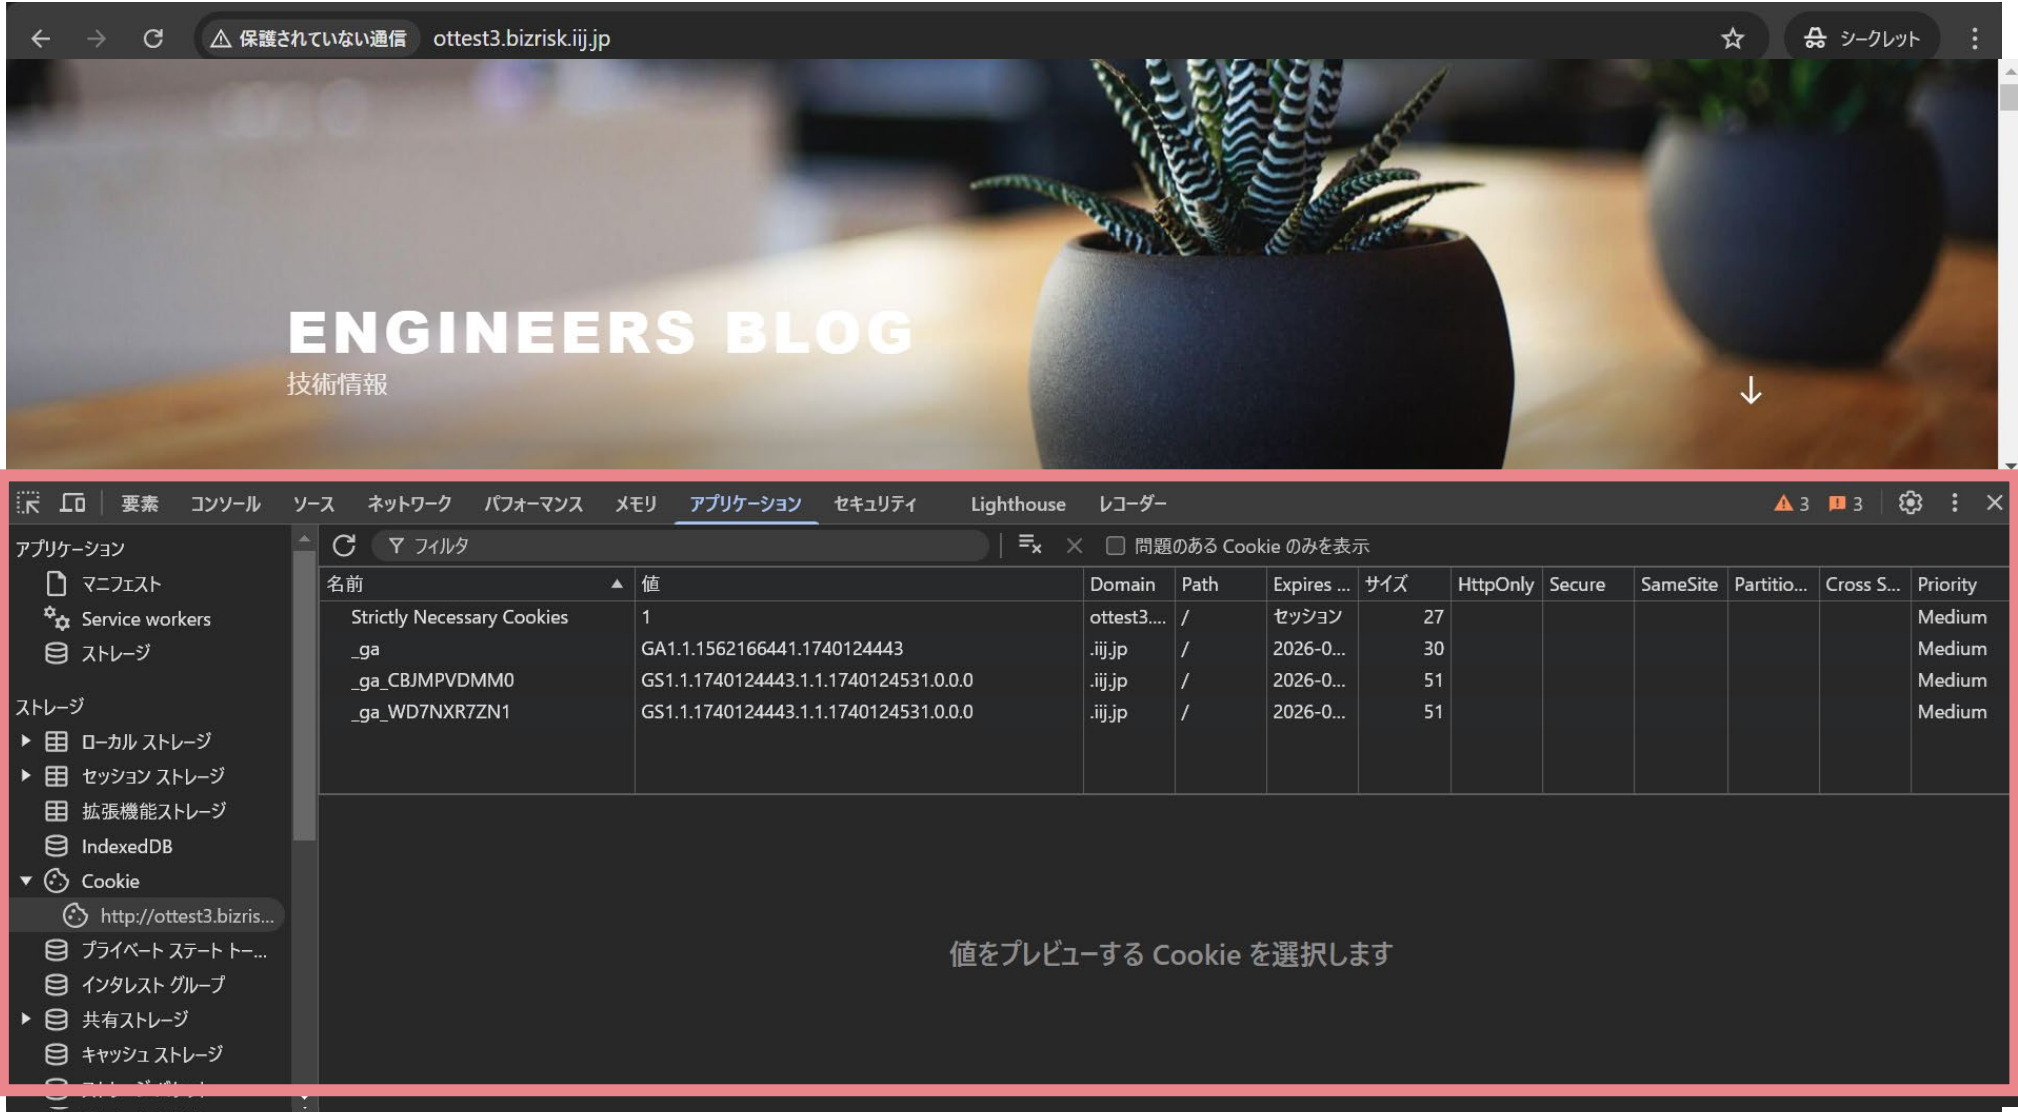 保護されていない通信 ottest3.bizrisk.iij.jp シークレット
ENGINEERS BLOG
技術情報
要素 コンソール ソース ネットワーク パフォーマンス メモリ アプリケーション セキュリティ Lighthouse レコーダー 3 3
アプリケーション
マニフェスト
Service workers
ストレージ
ストレージ
ローカル ストレージ
セッション ストレージ
拡張機能ストレージ
IndexedDB
Cookie
http://ottest3.bizris...
プライベート ステート トー...
インタレスト グループ
共有ストレージ
キャッシュ ストレージ
フィルタ 問題のある Cookie のみを表示
名前 値 Domain Path Expires ... サイズ HttpOnly Secure SameSite Partitio... Cross S... Priority
Strictly Necessary Cookies 1 ottest3.... / セッション 27 Medium
_ga GA1.1.1562166441.1740124443 .iij.jp / 2026-0... 30 Medium
_ga_CBJMPVDMM0 GS1.1.1740124443.1.1.1740124531.0.0.0 .iij.jp / 2026-0... 51 Medium
_ga_WD7NXR7ZN1 GS1.1.1740124443.1.1.1740124531.0.0.0 .iij.jp / 2026-0... 51 Medium
値をプレビューする Cookie を選択します